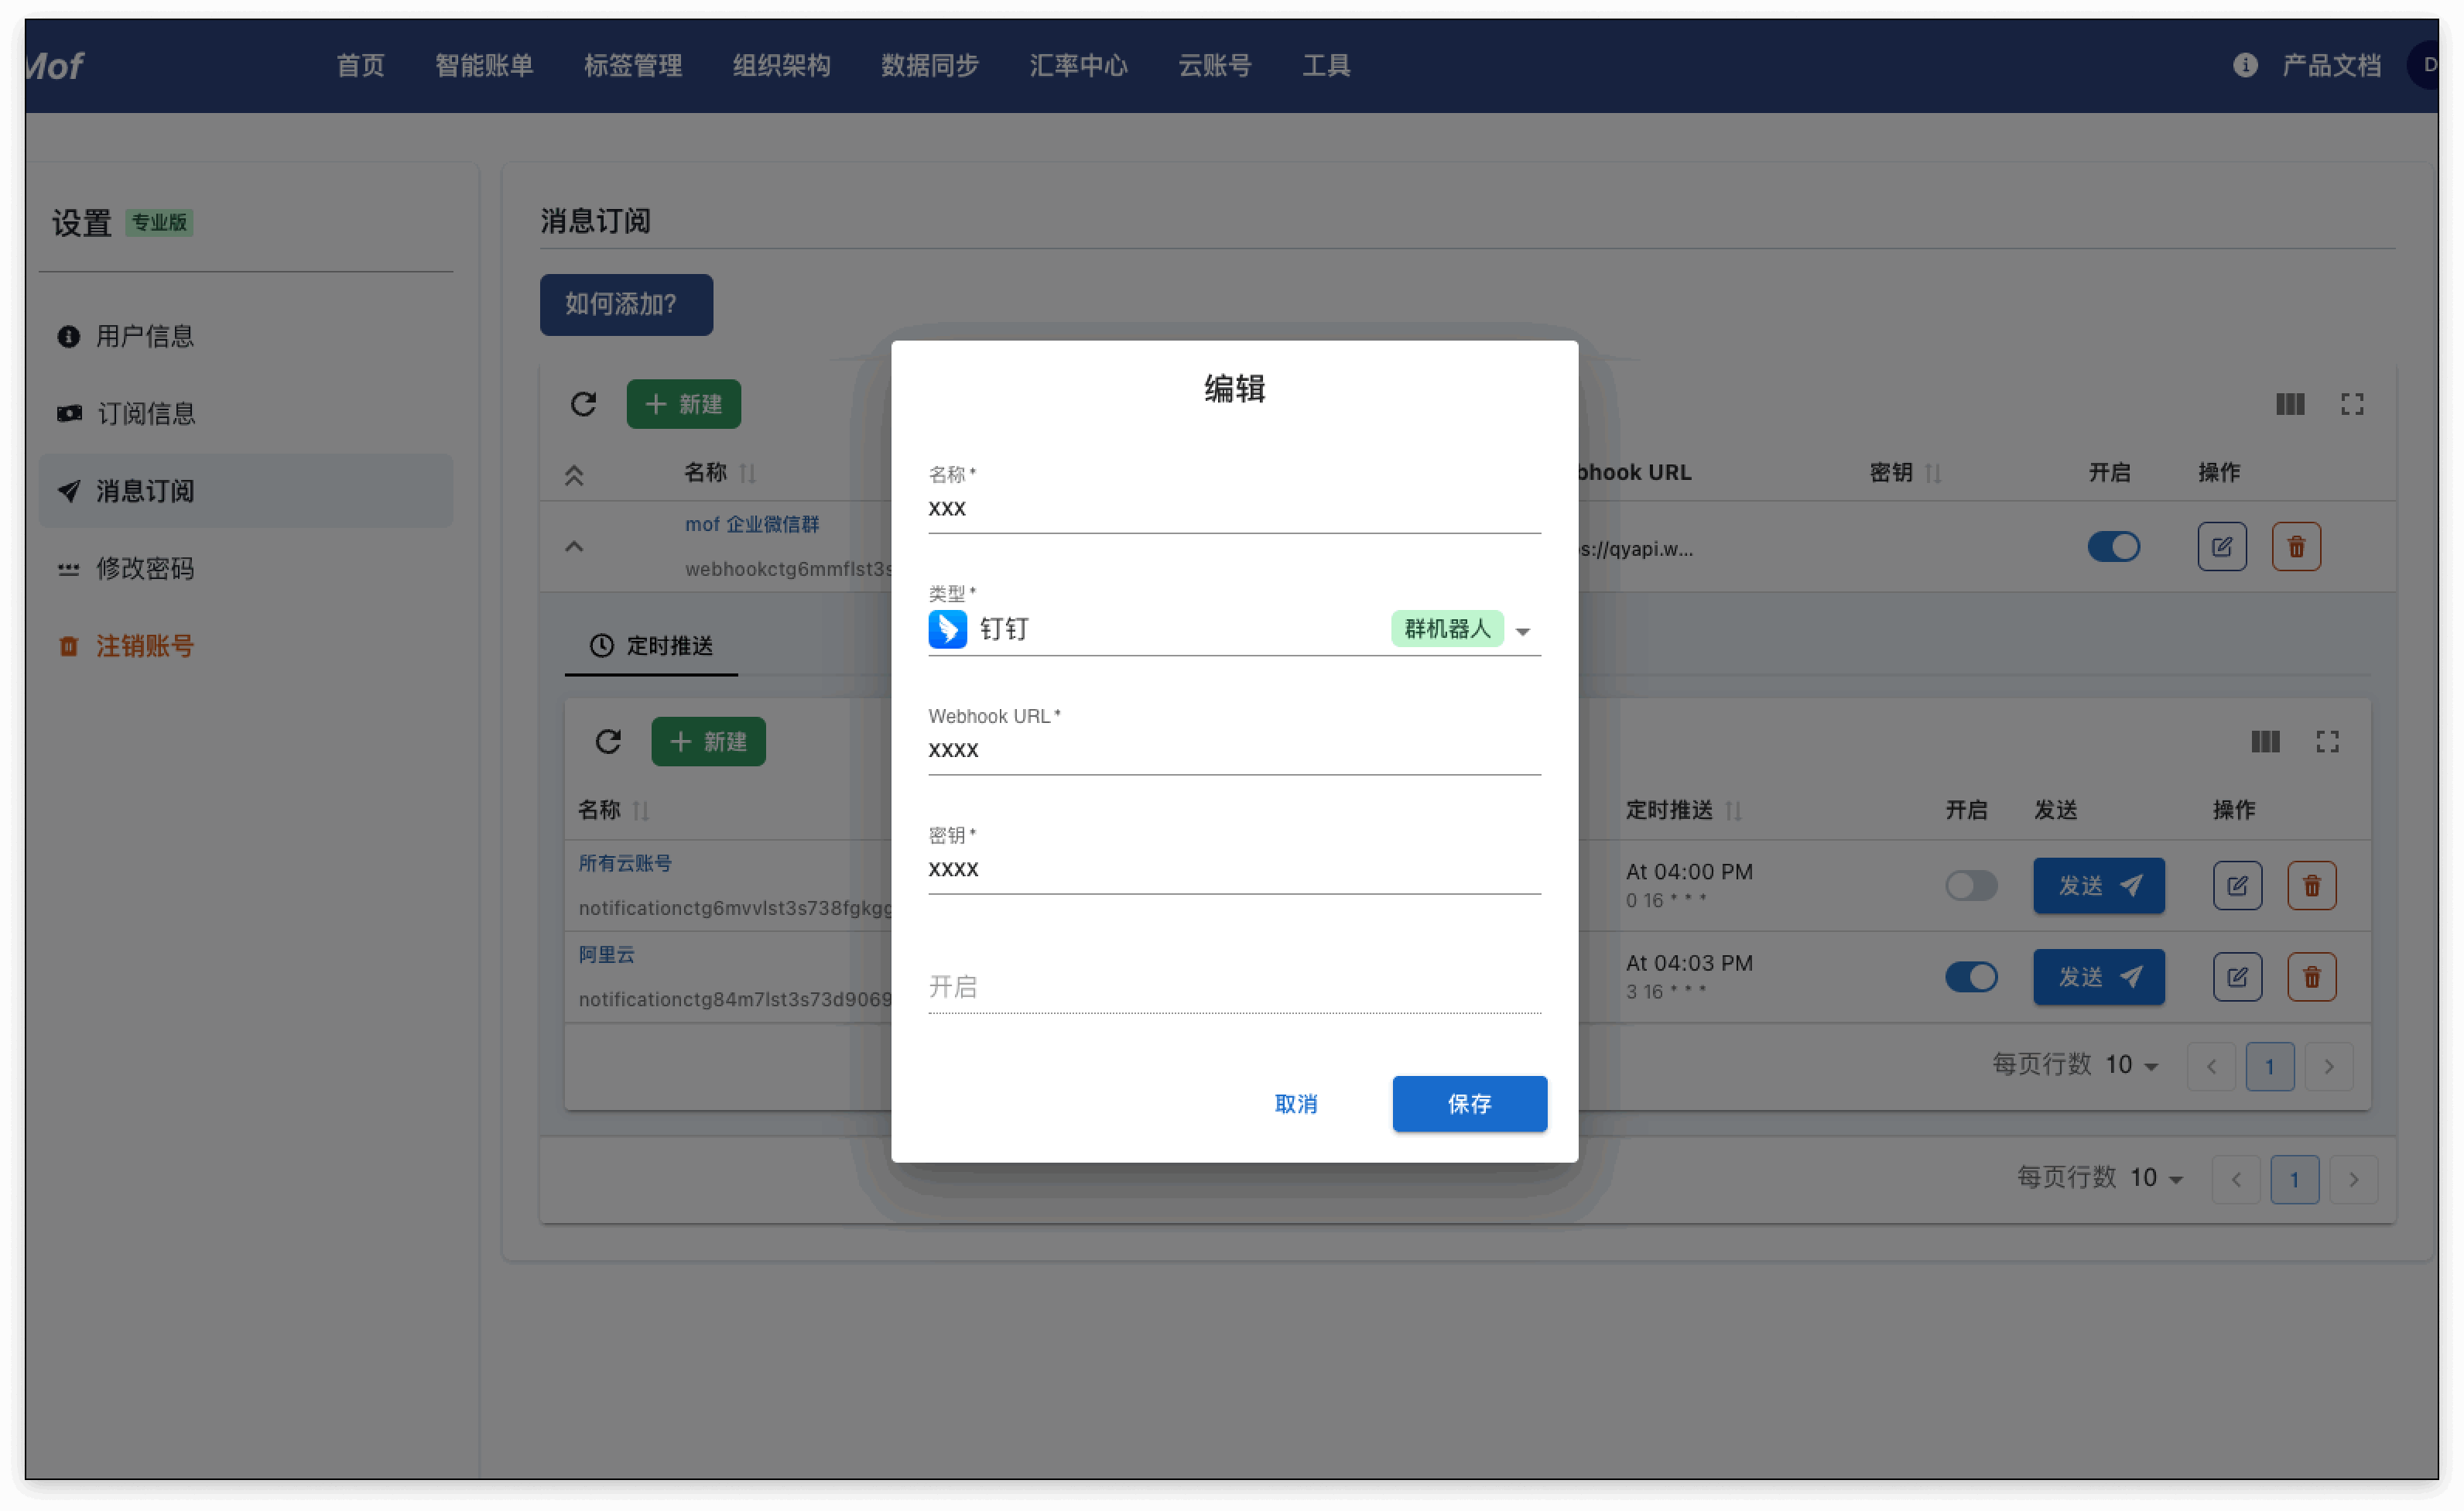 Mof 首页 智能账单 标签管理 组织架构 数据同步 汇率中心 云账号 工具 产品文档 D
设置 专业版
用户信息
订阅信息
消息订阅
修改密码
注销账号
消息订阅
如何添加?
新建
名称 bhook URL 密钥 开启 操作
mof 企业微信群
webhookctg6mmflst3s s://qyapi.w...
定时推送
新建
名称 定时推送 开启 发送 操作
所有云账号
notificationctg6mvvlst3s738fgkgg
At 04:00 PM
0 16 * * *
发送
阿里云
notificationctg84m7lst3s73d9069
At 04:03 PM
3 16 * * *
发送
每页行数 10 1
每页行数 10 1
编辑
名称 *
xxx
类型 *
钉钉 群机器人
Webhook URL *
xxxx
密钥 *
xxxx
开启
取消 保存